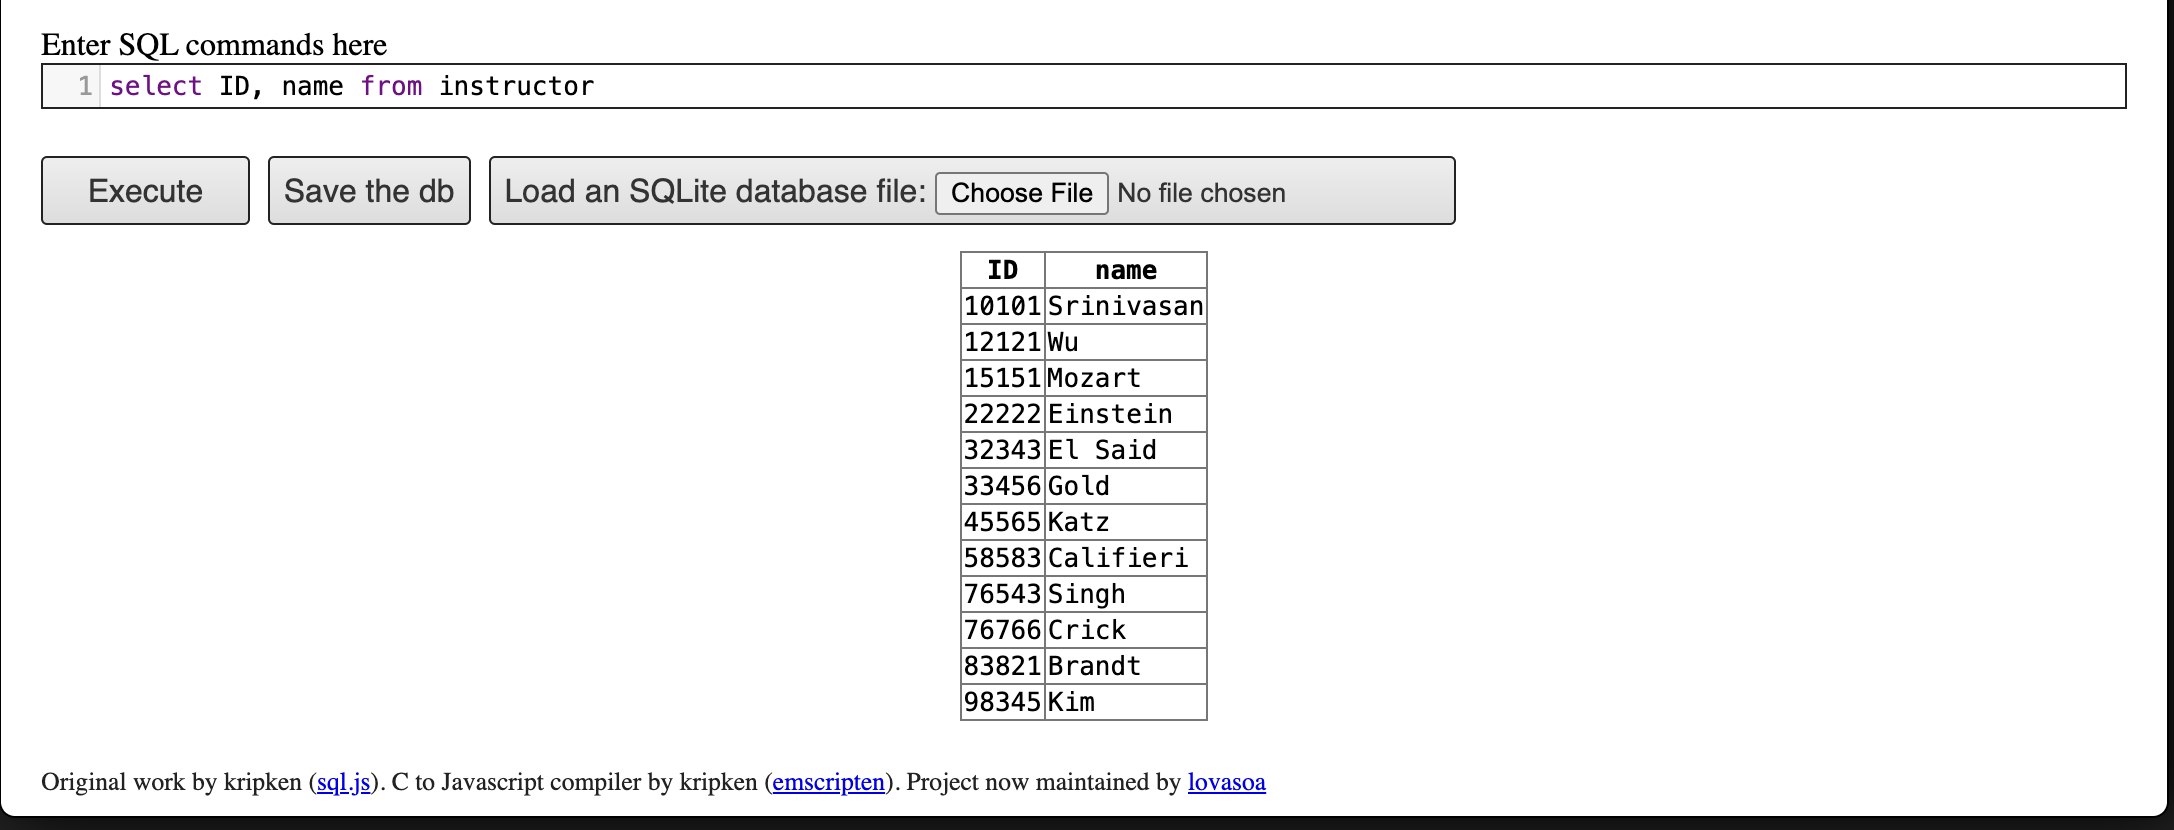 Enter SQL commands here
1 select ID, name from instructor
Execute Save the db Load an SQLite database file: Choose File No file chosen
ID name
10101 Srinivasan
12121 Wu
15151 Mozart
22222 Einstein
32343 El Said
33456 Gold
45565 Katz
58583 Califieri
76543 Singh
76766 Crick
83821 Brandt
98345 Kim
Original work by kripken (sql.js). C to Javascript compiler by kripken (emscripten). Project now maintained by lovasoa